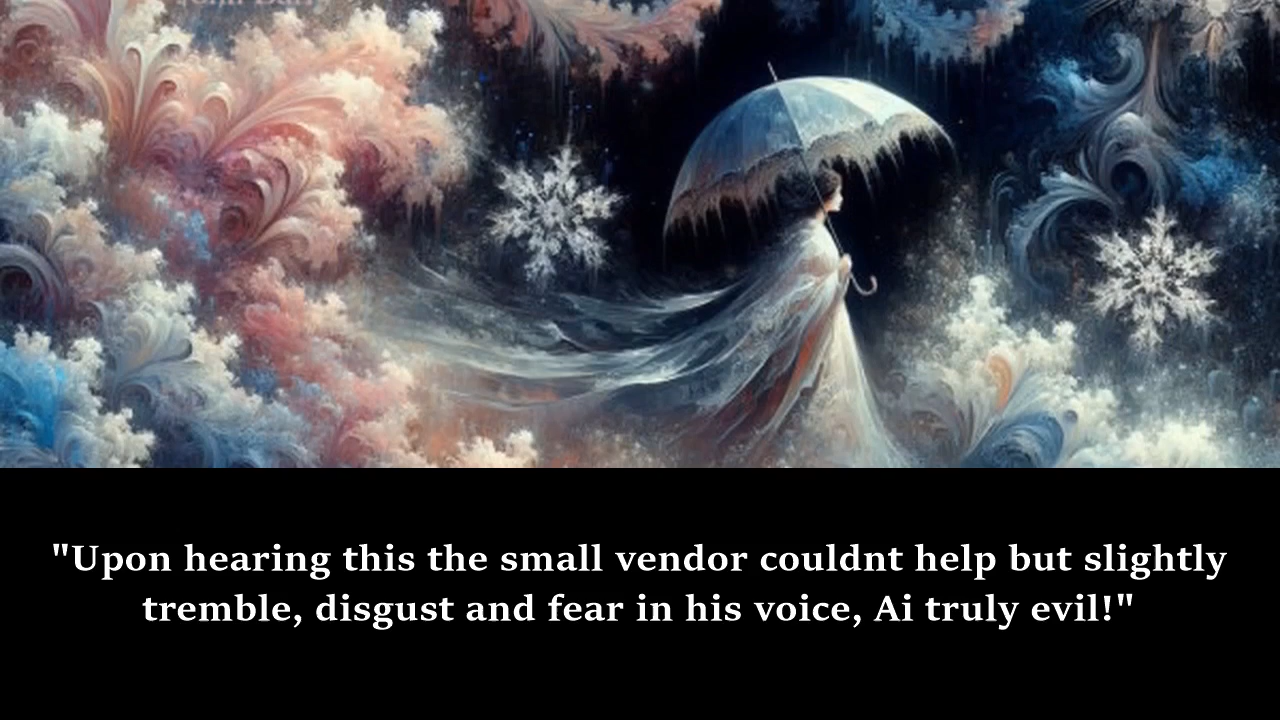 "Upon hearing this the small vendor couldnt help but slightly
tremble, disgust and fear in his voice, Ai truly evil!"